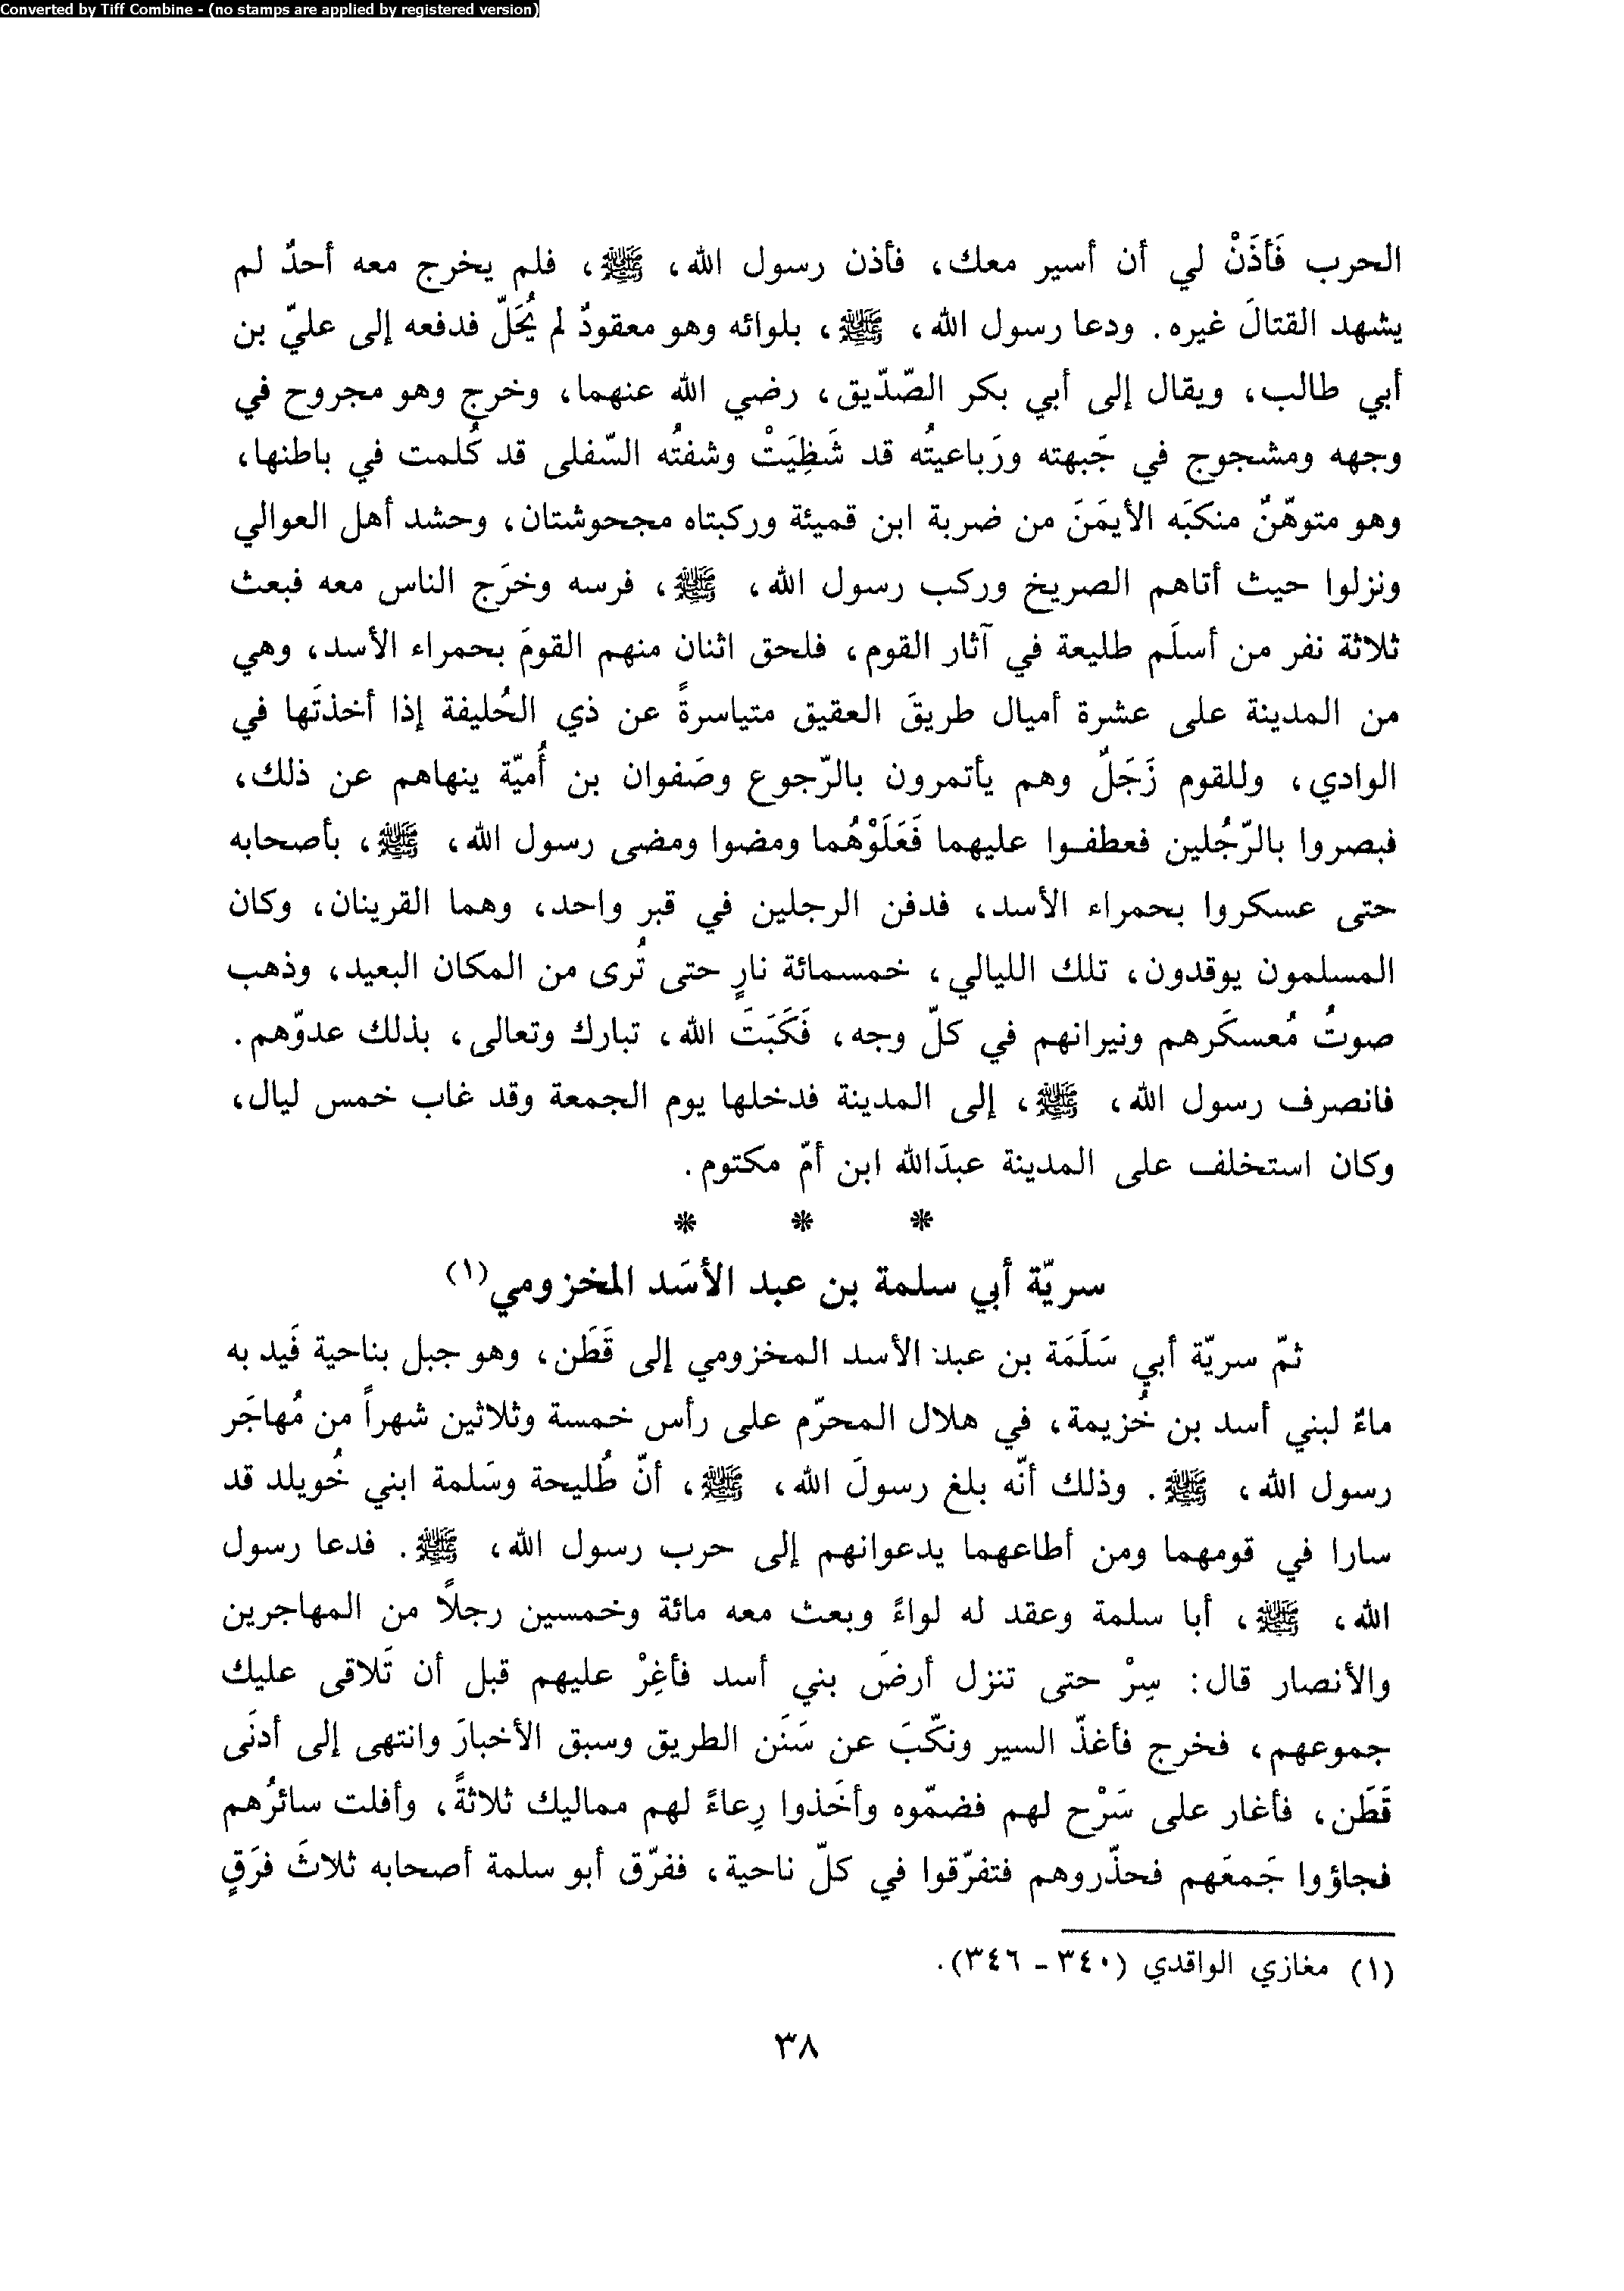 Converted by Tiff Combine - (no stamps are applied by registered version)
الحرب فَأذَنْ لي أن أسير معك، فأذن رسول الله، ﷺ، فلم يخرج معه أحدٌ لم
يشهد القتالَ غيره. ودعا رسول الله، ﷺ، بلوائه وهو معقودٌ لم يُحَلّ فدفعه إلى عليّ بن
أبي طالب، ويقال إلى أبي بكر الصّدّيق، رضي الله عنهما، وخرج وهو مجروح في
وجهه ومشجوج في جَبهته ورَباعيتُه قد شَظِيَتْ وشفتُه السّفلى قد كُلمت في باطنها،
وهو متوهّنٌ منكبَه الأيمَنَ من ضربة ابن قميئة وركبتاه مجحوشتان، وحشد أهل العوالي
ونزلوا حيث أتاهم الصريخ وركب رسول الله، ﷺ، فرسه وخرَج الناس معه فبعث
ثلاثة نفر من أسلَم طليعة في آثار القوم، فلحق اثنان منهم القومَ بحمراء الأسد، وهي
من المدينة على عشرة أميال طريقَ العقيق متياسرةً عن ذي الحُليفة إذا أخذتَها في
الوادي، وللقوم زَجَلٌ وهم يأتمرون بالرّجوع وصَفوان بن أُميّة ينهاهم عن ذلك،
فبصروا بالرّجُلين فعطفوا عليهما فَعَلَوْهُما ومضوا ومضى رسول الله، ﷺ، بأصحابه
حتى عسكروا بحمراء الأسد، فدفن الرجلين في قبر واحد، وهما القرينان، وكان
المسلمون يوقدون، تلك الليالي، خمسمائة نارٍ حتى تُرى من المكان البعيد، وذهب
صوتُ مُعسكَرهم ونيرانهم في كلّ وجه، فَكَبَتَ الله، تبارك وتعالى، بذلك عدوّهم.
فانصرف رسول الله، ﷺ، إلى المدينة فدخلها يوم الجمعة وقد غاب خمس ليال،
وكان استخلف على المدينة عبدَالله ابن أمّ مكتوم.
* * *
سريّة أبي سلمة بن عبد الأسَد المخزومي(١)
ثمّ سريّة أبي سَلَمَة بن عبد الأسد المخزومي إلى قَطَن، وهو جبل بناحية فَيد به
ماءٌ لبني أسد بن خُزيمة، في هلال المحرّم على رأس خمسة وثلاثين شهراً من مُهاجَر
رسول الله، ﷺ. وذلك أنّه بلغ رسولَ الله، ﷺ، أنّ طُليحة وسَلمة ابني خُويلد قد
سارا في قومهما ومن أطاعهما يدعوانهم إلى حرب رسول الله، ﷺ. فدعا رسول
الله، ﷺ، أبا سلمة وعقد له لواءً وبعث معه مائة وخمسين رجلاً من المهاجرين
والأنصار قال: سِرْ حتى تنزل أرضَ بني أسد فأغِرْ عليهم قبل أن تَلاقى عليك
جموعهم، فخرج فأغذّ السير ونكّبَ عن سَنَن الطريق وسبق الأخبارَ وانتهى إلى أدنَى
قَطَن، فأغار على سَرْح لهم فضمّوه وأخَذوا رِعاءً لهم مماليك ثلاثةً، وأفلت سائرُهم
فجاؤوا جَمعَهم فحذّروهم فتفرّقوا في كلّ ناحية، ففرّق أبو سلمة أصحابه ثلاثَ فرَقٍ
(١) مغازي الواقدي (٣٤٠ - ٣٤٦).
٣٨